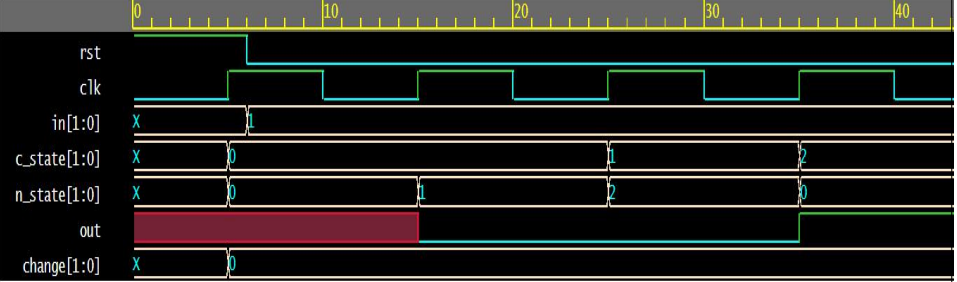 0 10 20 30 40
rst
clk
in[1:0] X 1
c_state[1:0] X 0 1 2
n_state[1:0] X 0 1 2 0
out
change[1:0] X 0